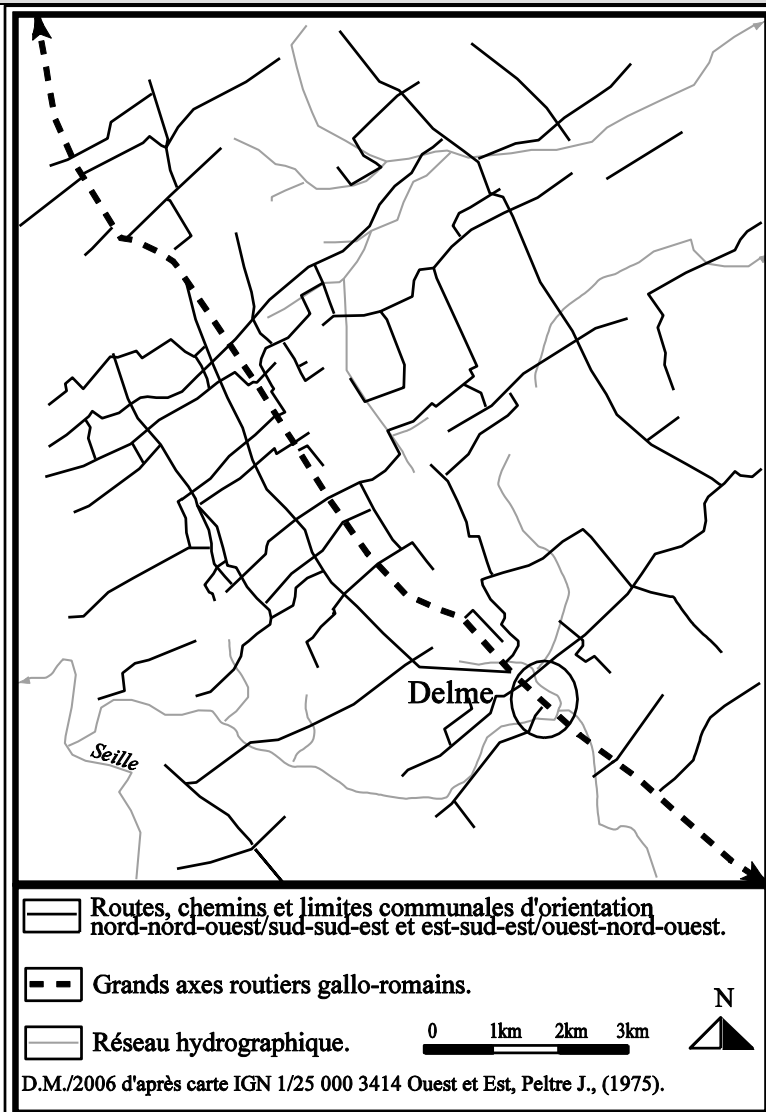 Delme
Seille
Routes, chemins et limites communales d'orientation
nord-nord-ouest/sud-sud-est et est-sud-est/ouest-nord-ouest.
Grands axes routiers gallo-romains.
N
0 1km 2km 3km
Réseau hydrographique.
D.M./2006 d'après carte IGN 1/25 000 3414 Ouest et Est, Peltre J., (1975).